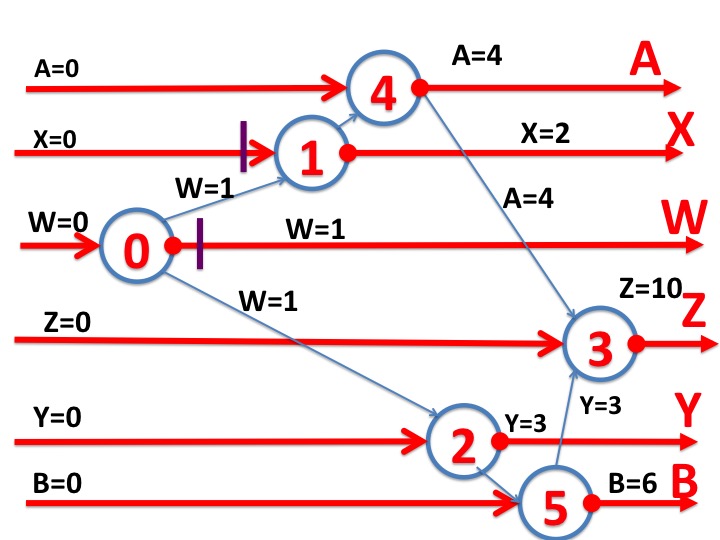 A=4
A
A=0
4
X=2
X
X=0
1
W=1
A=4
W=0
W=1
W
0
Z=10
W=1
Z
Z=0
3
Y=3
Y
Y=0
Y=3
2
B=0
B=6
B
5